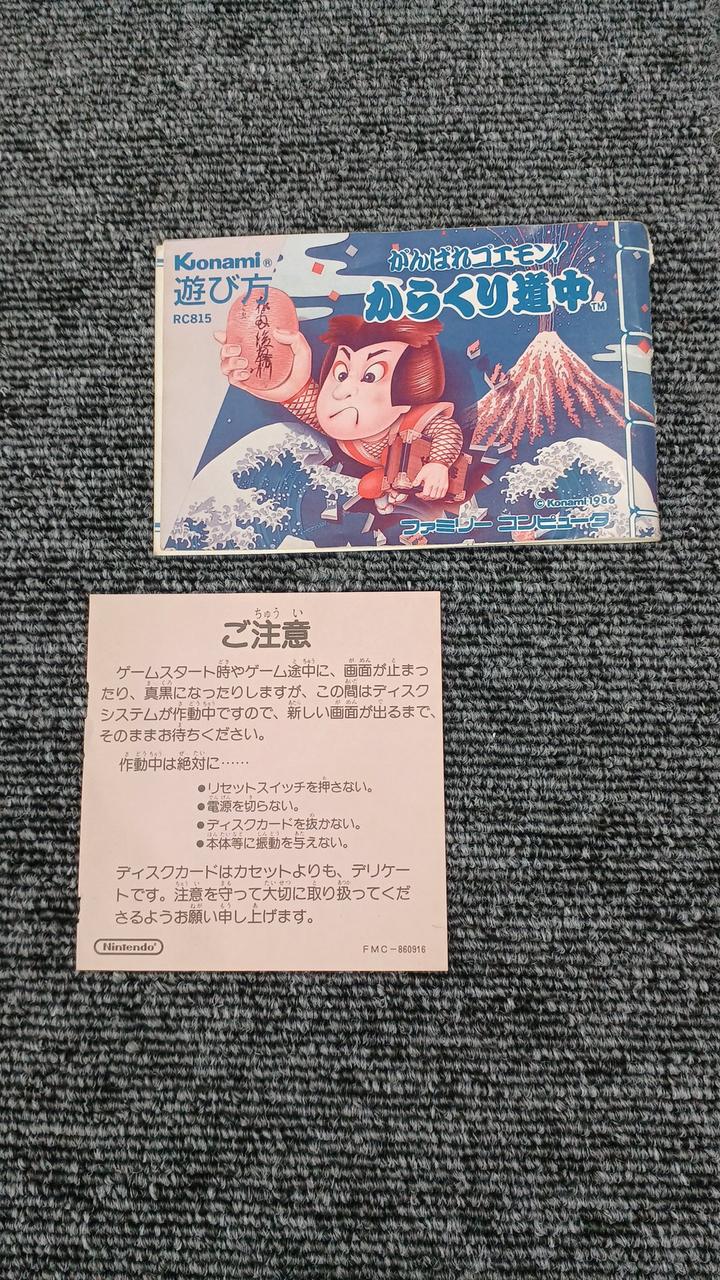 Konami®
遊び方
RC815
がんばれゴエモン!
からくり道中™
© Konami 1986
ファミリー コンピュータ
ご注意
ちゅう い
ゲームスタート時やゲーム途中に、画面が止まっ
たり、真黒になったりしますが、この間はディスク
システムが作動中ですので、新しい画面が出るまで、
そのままお待ちください。
作動中は絶対に……
●リセットスイッチを押さない。
●電源を切らない。
●ディスクカードを抜かない。
●本体等に振動を与えない。
ディスクカードはカセットよりも、デリケー
トです。注意を守って大切に取り扱ってくだ
さるようお願い申し上げます。
Nintendo®
FMC-860916